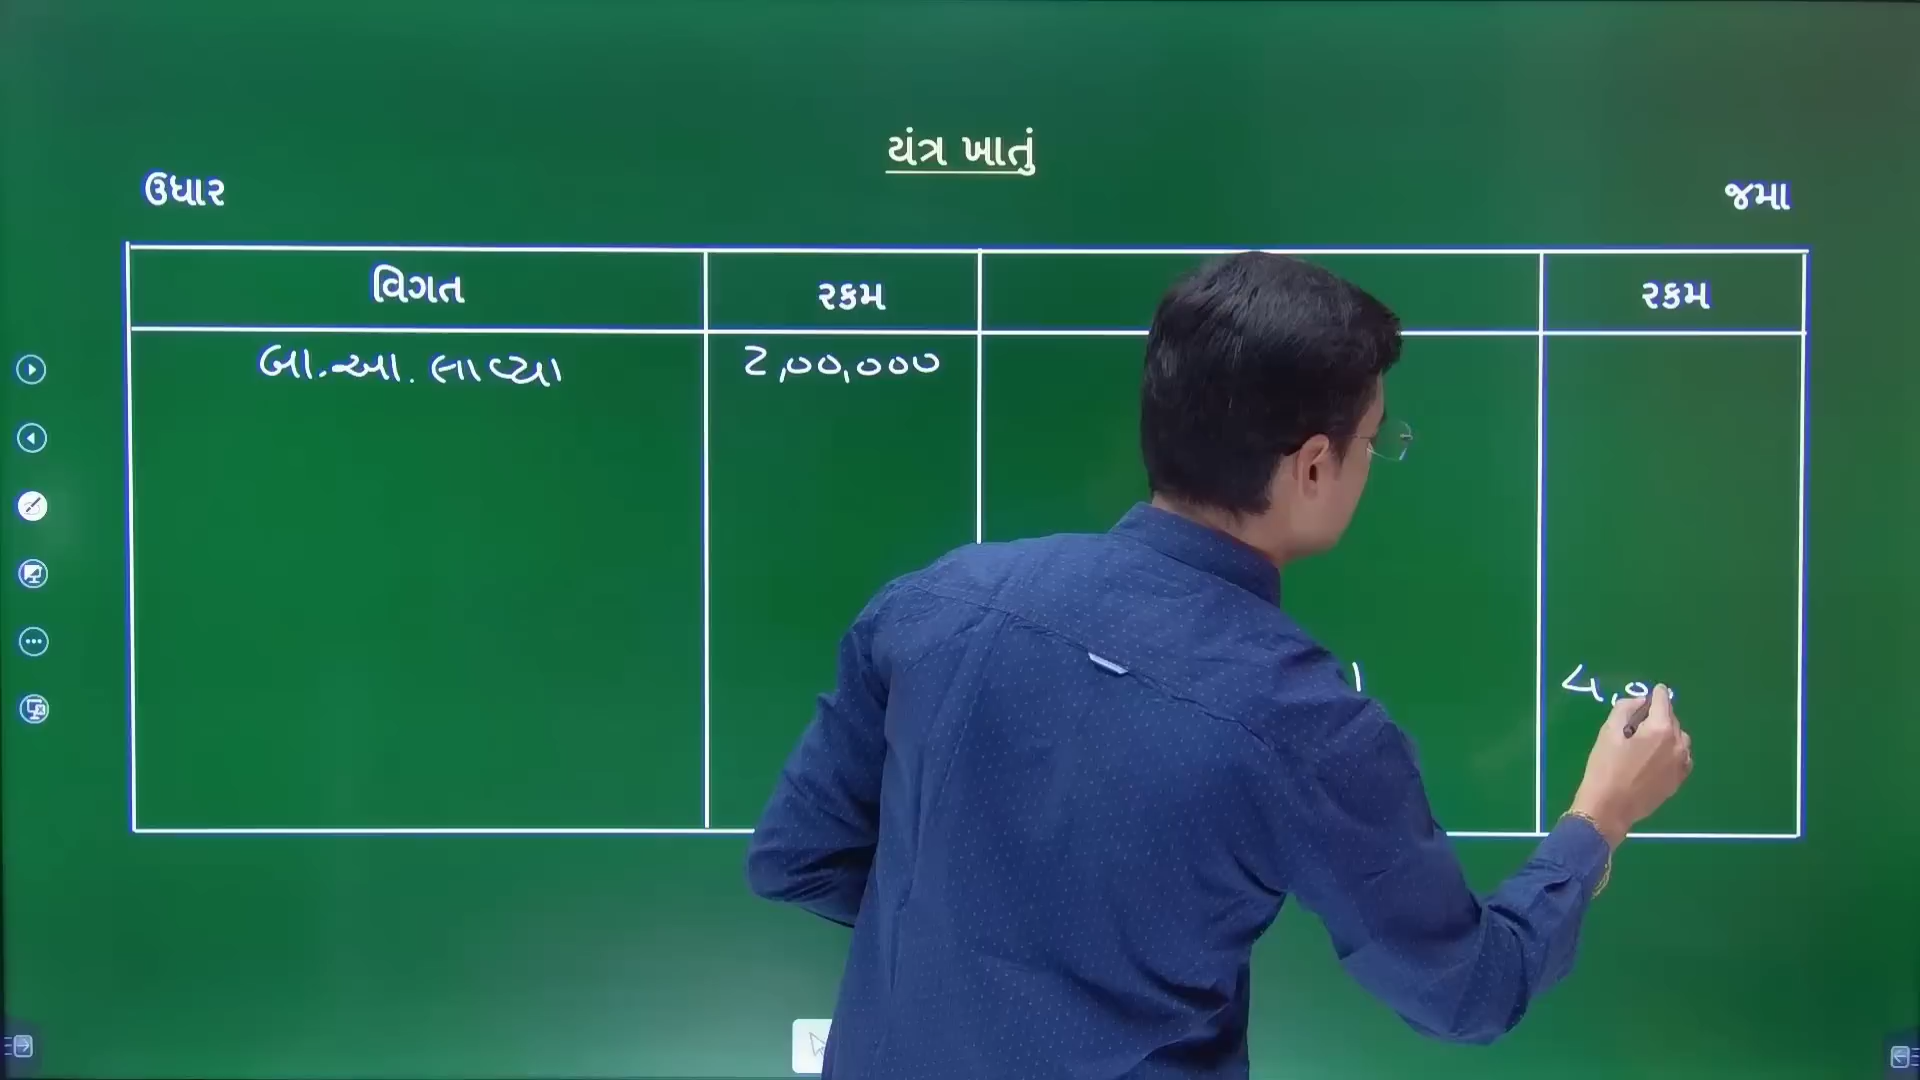 યંત્ર ખાતું
ઉધાર જમા
વિગત રકમ રકમ
બા.આ. લાવ્યા 2,00,000